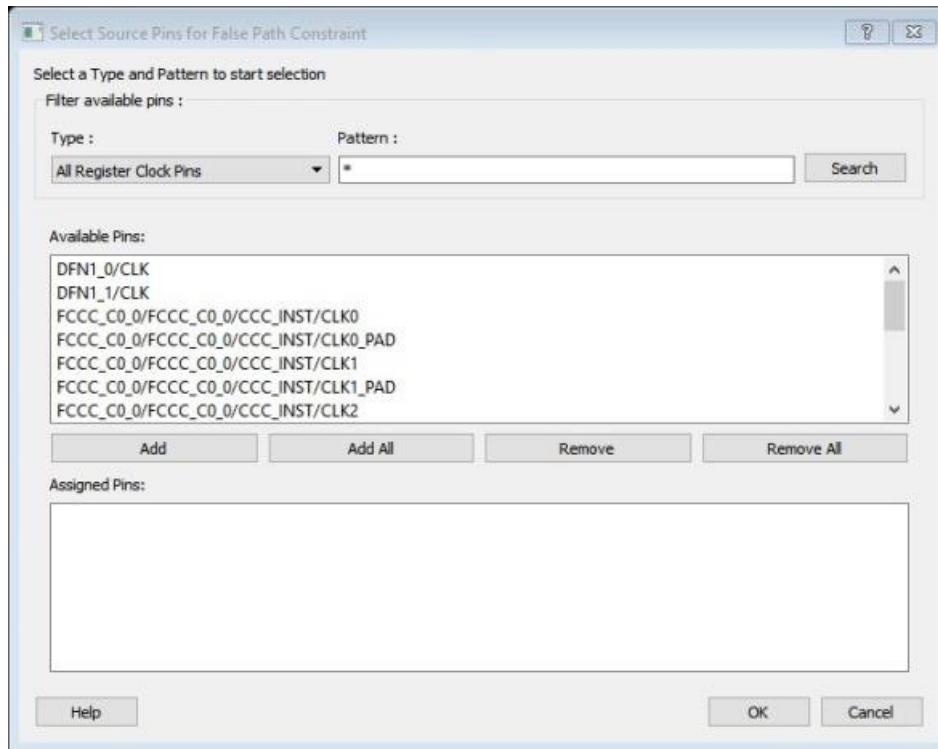 Select Source Pins for False Path Constraint
Select a Type and Pattern to start selection
Filter available pins :
Type : Pattern :
All Register Clock Pins * Search
Available Pins:
DFN1_0/CLK
DFN1_1/CLK
FCCC_C0_0/FCCC_C0_0/CCC_INST/CLK0
FCCC_C0_0/FCCC_C0_0/CCC_INST/CLK0_PAD
FCCC_C0_0/FCCC_C0_0/CCC_INST/CLK1
FCCC_C0_0/FCCC_C0_0/CCC_INST/CLK1_PAD
FCCC_C0_0/FCCC_C0_0/CCC_INST/CLK2
Add Add All Remove Remove All
Assigned Pins:
Help OK Cancel